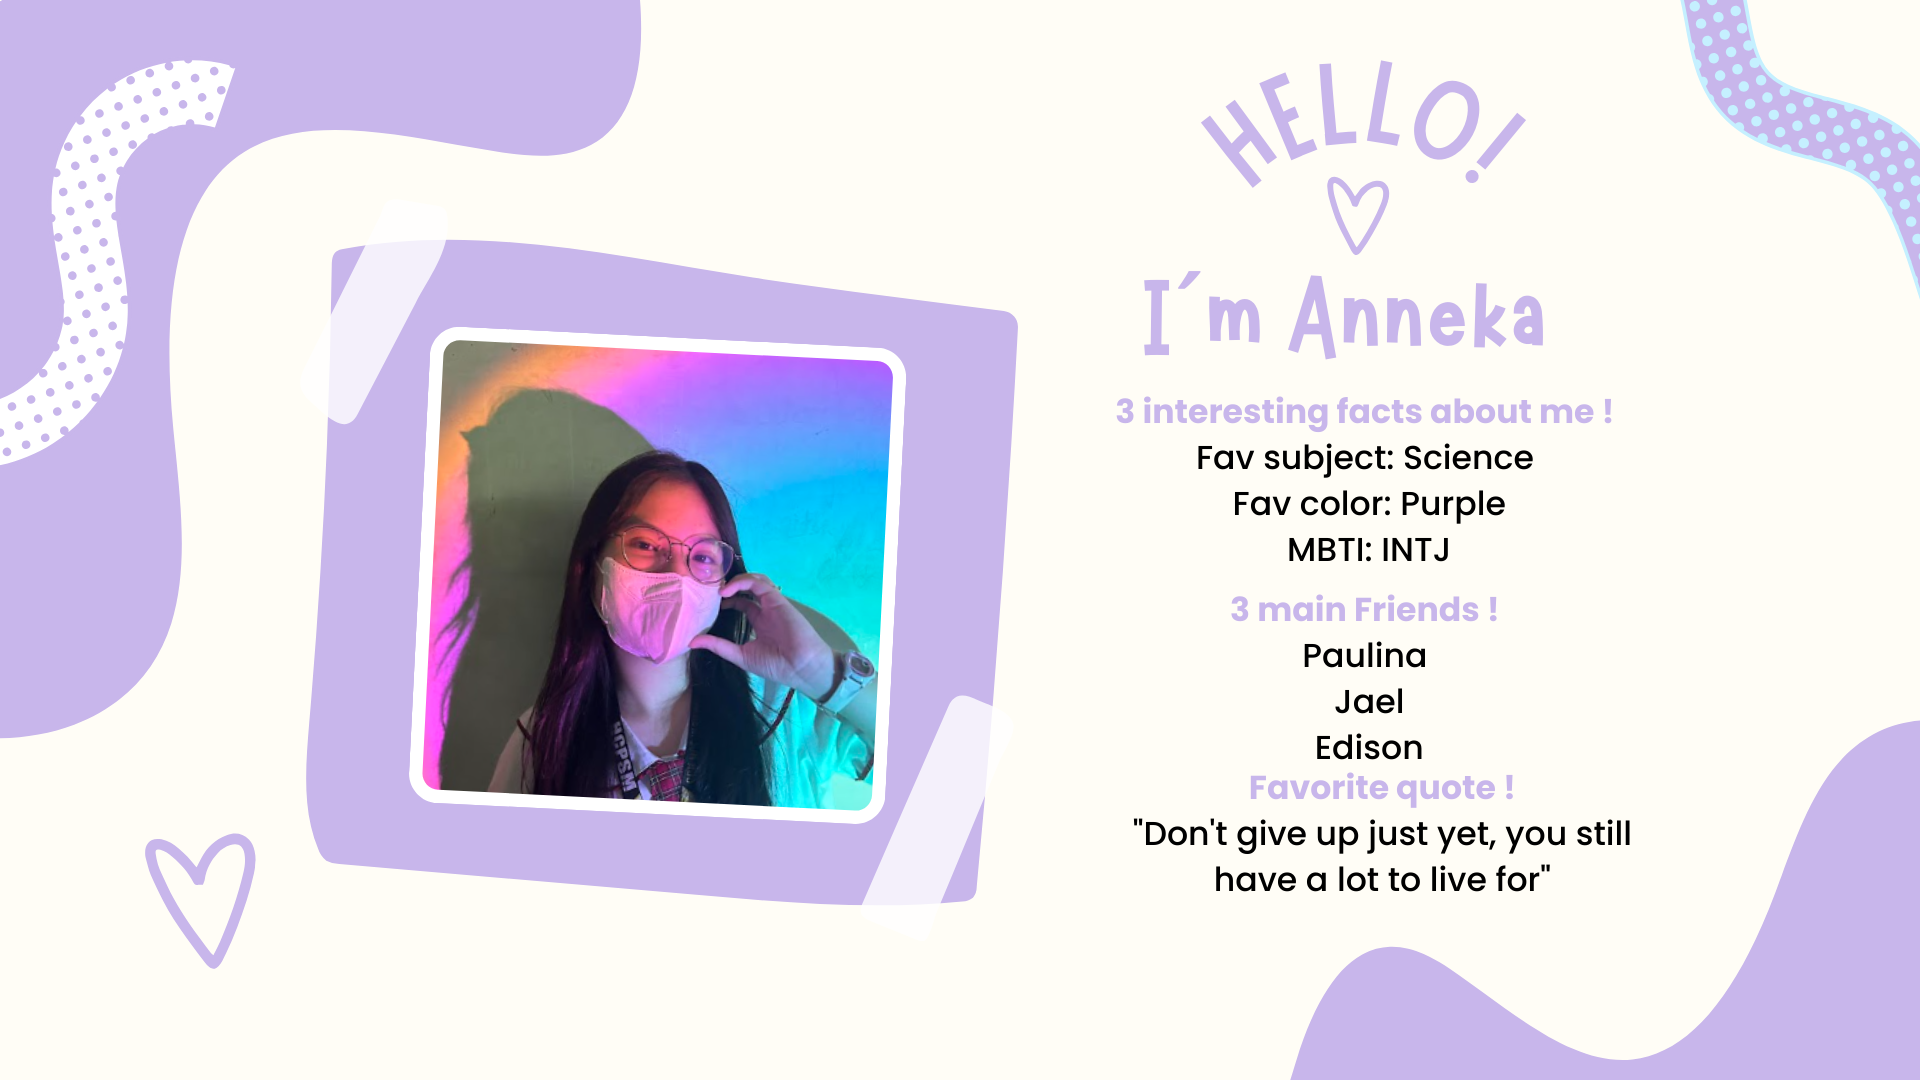 HELLO!
I´m Anneka
3 interesting facts about me !
Fav subject: Science
Fav color: Purple
MBTI: INTJ
3 main Friends !
Paulina
Jael
Edison
Favorite quote !
"Don't give up just yet, you still
have a lot to live for"